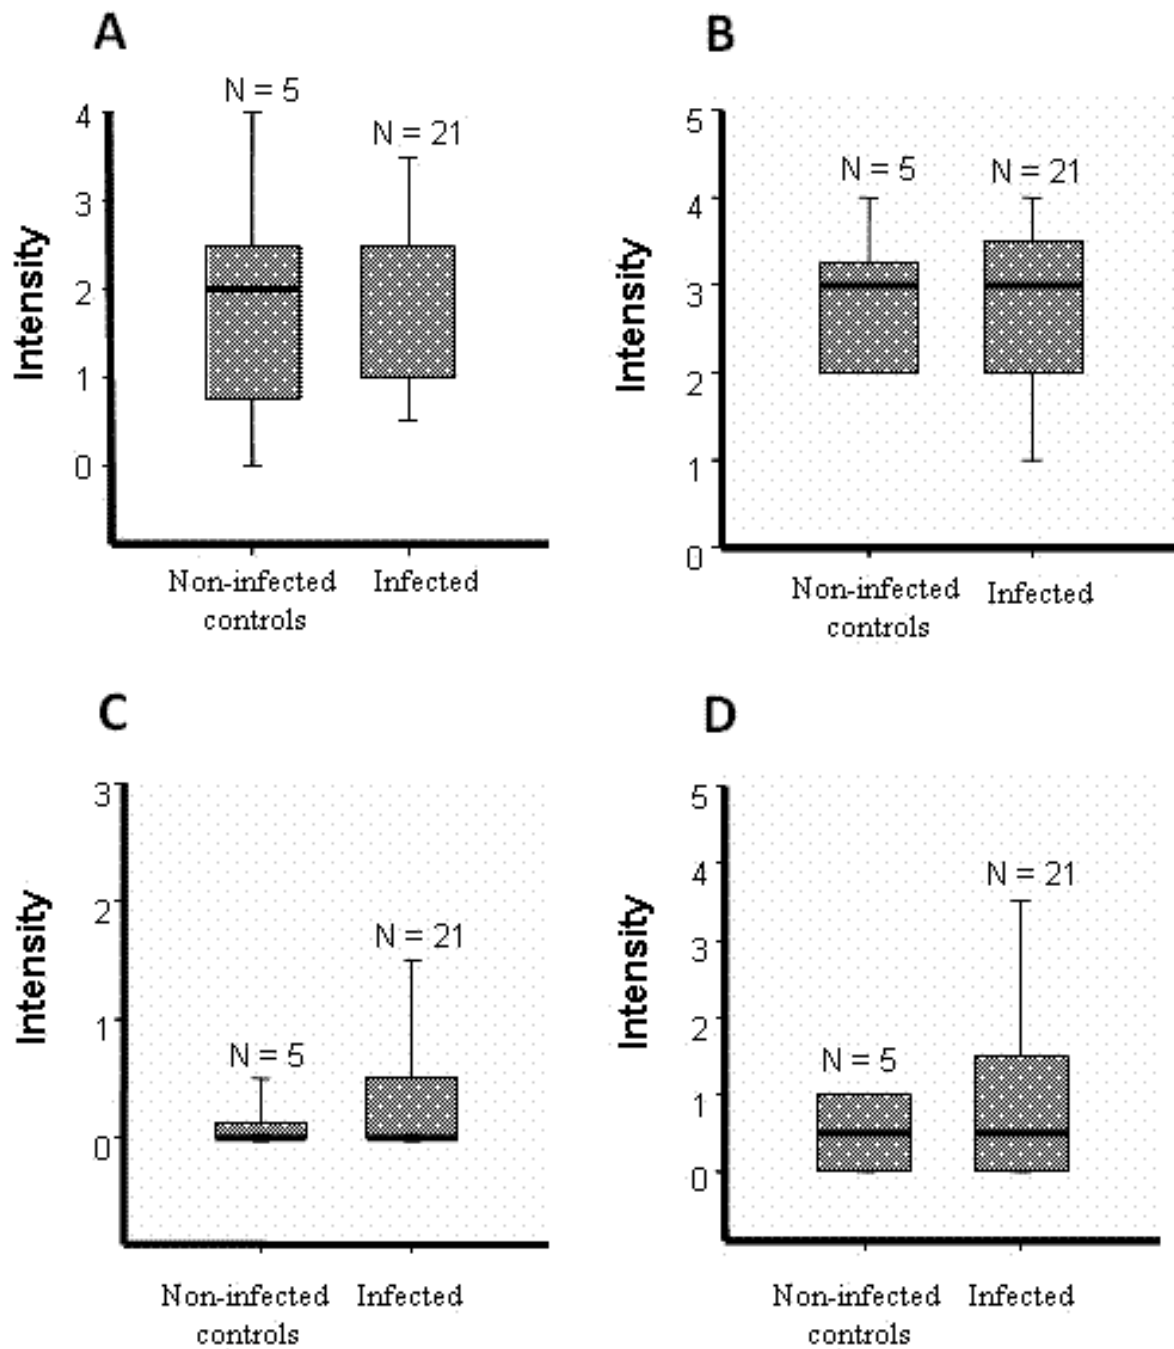 A
N = 5
N = 21
4
3
2
1
0
Intensity
Non-infected
controls
Infected
B
N = 5
N = 21
5
4
3
2
1
0
Intensity
Non-infected
controls
Infected
C
N = 5
N = 21
3
2
1
0
Intensity
Non-infected
controls
Infected
D
N = 5
N = 21
5
4
3
2
1
0
Intensity
Non-infected
controls
Infected